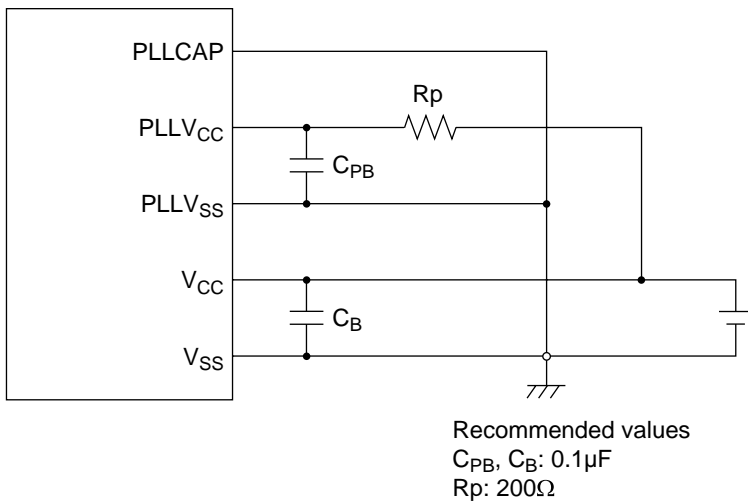 PLLCAP
Rp
PLLVCC
CPB
PLLVSS
VCC
CB
VSS
Recommended values
CPB, CB: 0.1µF
Rp: 200Ω